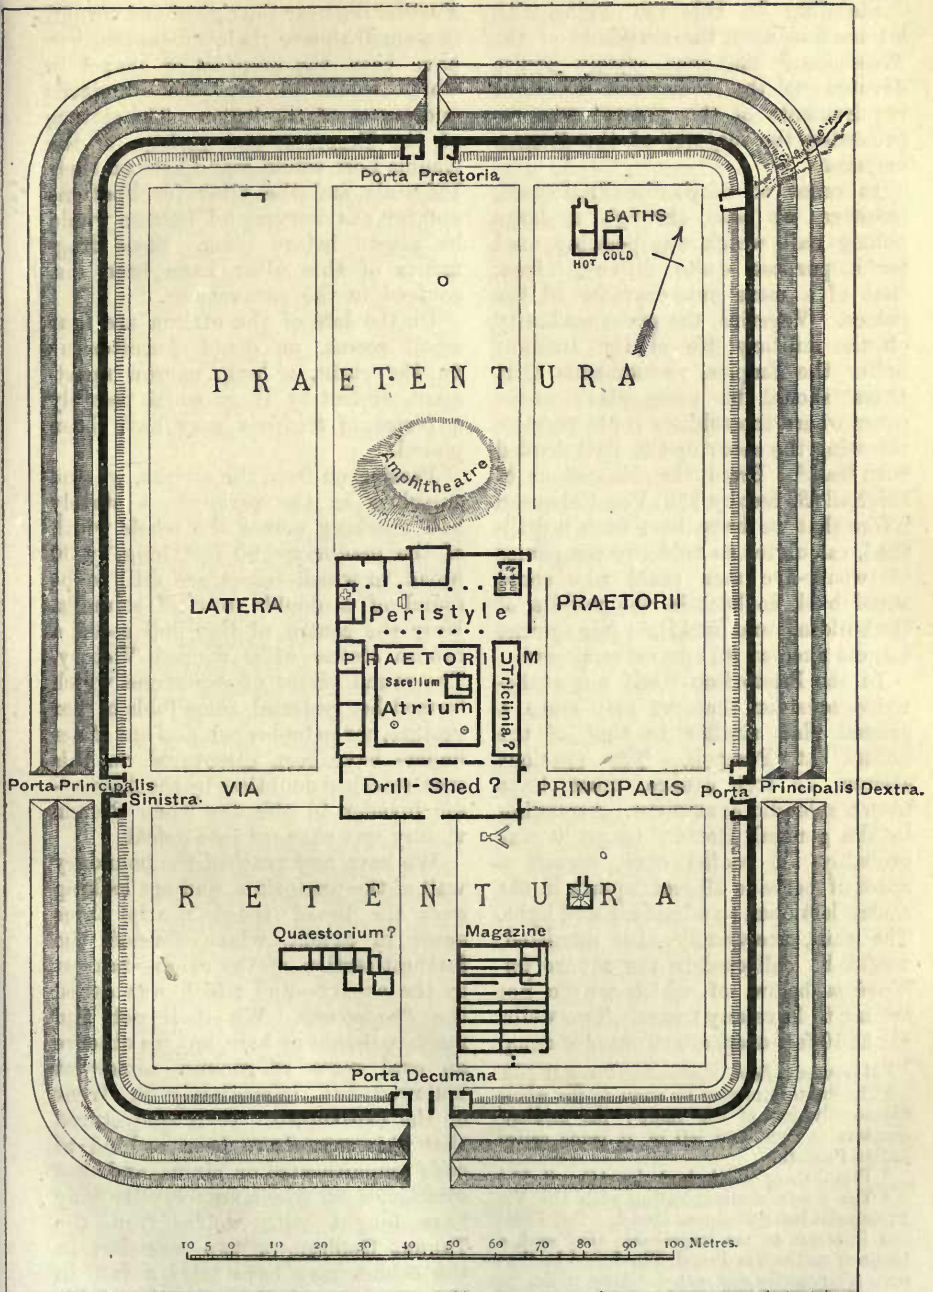 Porta Praetoria
BATHS
HOT COLD
PRAETENTURA
Amphitheatre
LATERA PRAETORII
Peristyle
PRAETORIUM
Sacellum
Atrium
Triclinia?
Porta Principalis Sinistra.
VIA PRINCIPALIS
Drill-Shed?
Porta Principalis Dextra.
RETENTURA
Quaestorium?
Magazine
Porta Decumana
10 5 0 10 20 30 40 50 60 70 80 90 100 Metres.